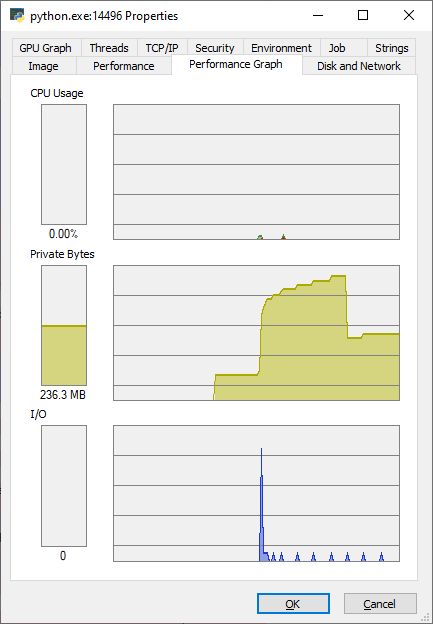 python.exe:14496 Properties
GPU Graph Threads TCP/IP Security Environment Job Strings
Image Performance Performance Graph Disk and Network
CPU Usage
0.00%
Private Bytes
236.3 MB
I/O
0
OK Cancel